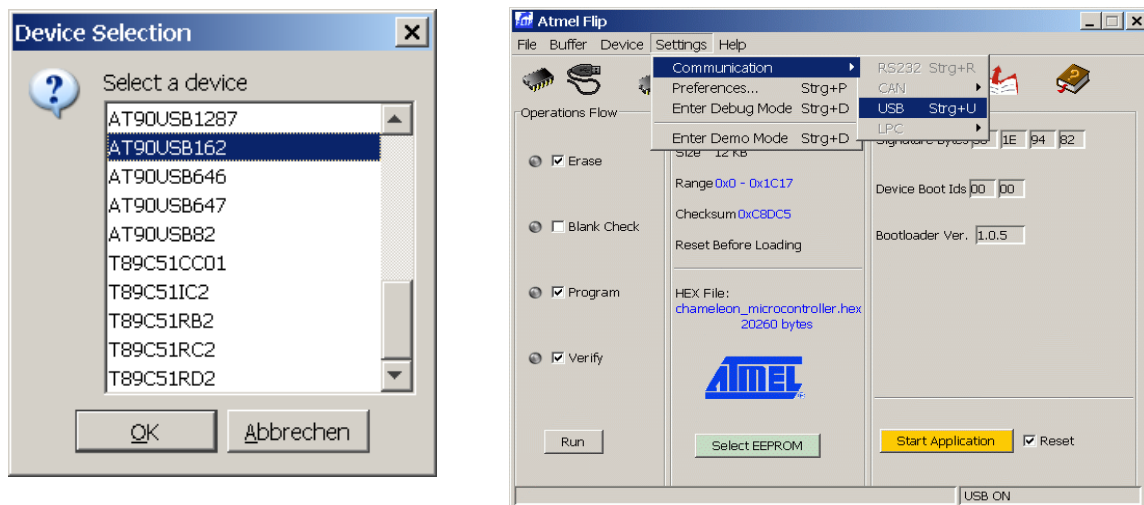 Device Selection
Select a device
AT90USB1287
AT90USB162
AT90USB646
AT90USB647
AT90USB82
T89C51CC01
T89C51IC2
T89C51RB2
T89C51RC2
T89C51RD2
OK
Abbrechen
Atmel Flip
File Buffer Device Settings Help
Communication
Preferences... Strg+P
Enter Debug Mode Strg+D
Enter Demo Mode Strg+D
RS232 Strg+R
CAN
USB Strg+U
LPC
Operations Flow
Erase
Blank Check
Program
Verify
Run
Size 12 KB
Range 0x0 - 0x1C17
Checksum 0xC8DC5
Reset Before Loading
HEX File:
chameleon_microcontroller.hex
20260 bytes
ATMEL
Select EEPROM
Signature Bytes 1E 94 82
Device Boot Ids 00 00
Bootloader Ver. 1.0.5
Start Application Reset
USB ON